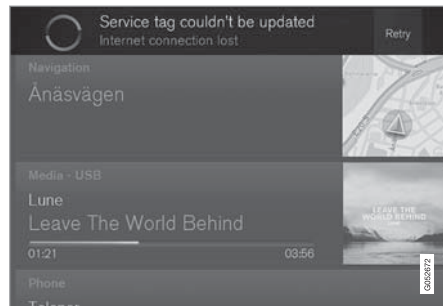 Service tag couldn't be updated
Internet connection lost
Retry
Navigation
Ånäsvägen
Media - USB
Lune
Leave The World Behind
01:21
03:56
LEAVE THE
WORLD BEHIND
Phone
G052672